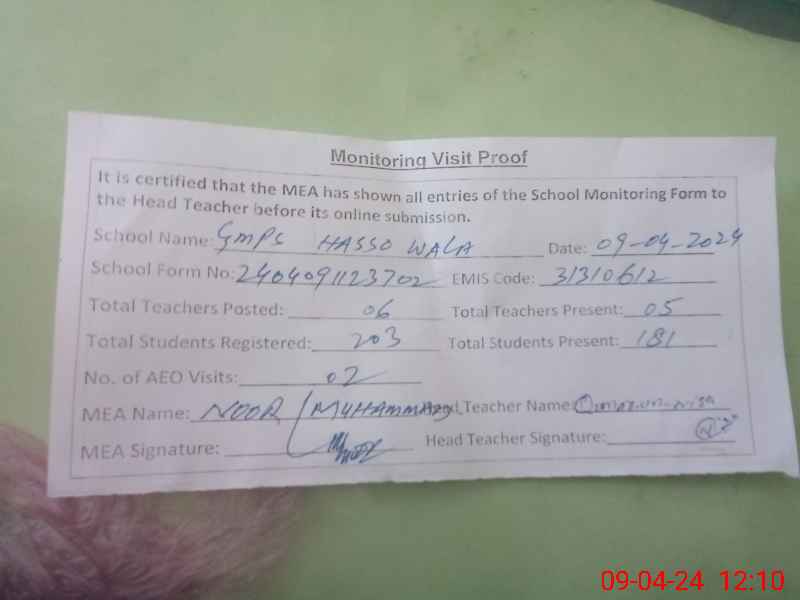 Monitoring Visit Proof
It is certified that the MEA has shown all entries of the School Monitoring Form to
the Head Teacher before its online submission.
School Name: GMPS HASSO WALA Date: 09-04-2024
School Form No: 2404091123702 EMIS Code: 31310612
Total Teachers Posted: 06 Total Teachers Present: 05
Total Students Registered: 203 Total Students Present: 181
No. of AEO Visits: 02
MEA Name: NOOR MUHAMMAD Head Teacher Name: Qamar-un-nisa
MEA Signature: Head Teacher Signature:
09-04-24 12:10